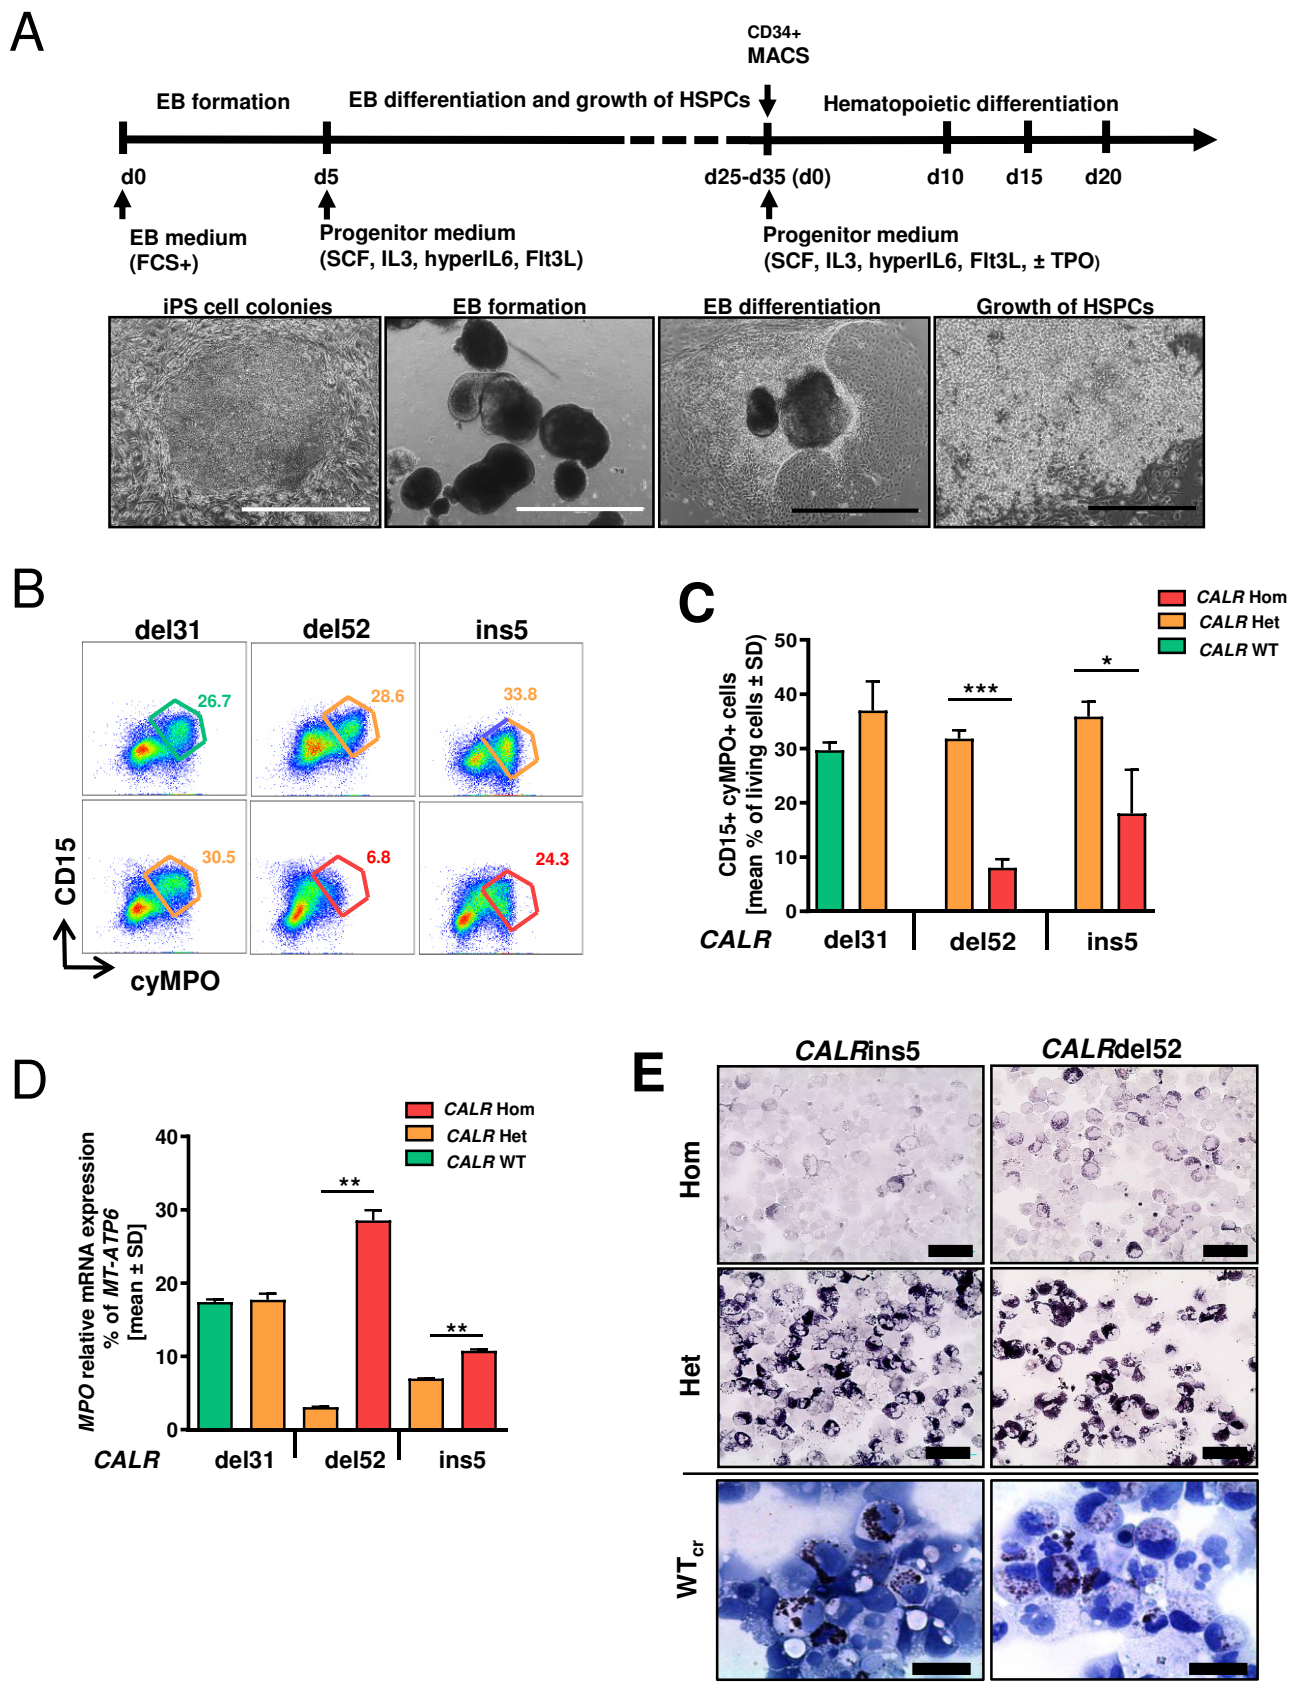 A
CD34+
MACS
EB formation
EB differentiation and growth of HSPCs
Hematopoietic differentiation
d0
d5
d25-d35 (d0)
d10
d15
d20
EB medium
(FCS+)
Progenitor medium
(SCF, IL3, hyperIL6, Flt3L)
Progenitor medium
(SCF, IL3, hyperIL6, Flt3L, ± TPO)
iPS cell colonies
EB formation
EB differentiation
Growth of HSPCs
B
del31
del52
ins5
26.7
28.6
33.8
30.5
6.8
24.3
CD15
cyMPO
C
CALR Hom
CALR Het
CALR WT
CD15+ cyMPO+ cells
[mean % of living cells ± SD)
50
40
30
20
10
0
***
*
CALR
del31
del52
ins5
D
CALR Hom
CALR Het
CALR WT
MPO relative mRNA expression
% of MT-ATP6
[mean ± SD]
40
30
20
10
0
**
**
CALR
del31
del52
ins5
E
CALRins5
CALRdel52
Hom
Het
WTcr